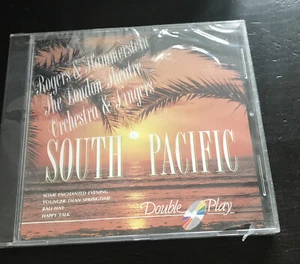 Rogers & Hammerstein
The London Theatre
Orchestra & Singers
SOUTH PACIFIC
SOME ENCHANTED EVENING
YOUNGER THAN SPRINGTIME
BALI HA'I
HAPPY TALK
Double Play